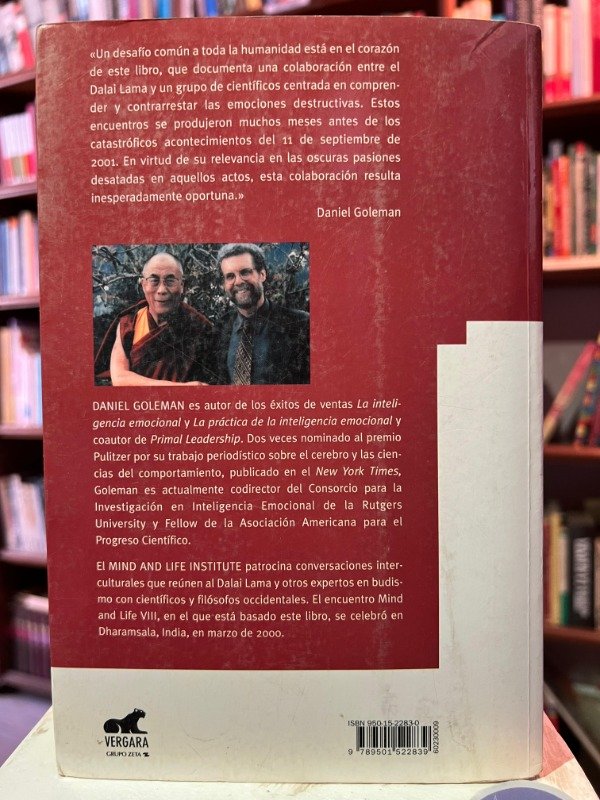 «Un desafío común a toda la humanidad está en el corazón
de este libro, que documenta una colaboración entre el
Dalai Lama y un grupo de científicos centrada en compren-
der y contrarrestar las emociones destructivas. Estos
encuentros se produjeron muchos meses antes de los
catastróficos acontecimientos del 11 de septiembre de
2001. En virtud de su relevancia en las oscuras pasiones
desatadas en aquellos actos, esta colaboración resulta
inesperadamente oportuna.»
Daniel Goleman
DANIEL GOLEMAN es autor de los éxitos de ventas La inteli-
gencia emocional y La práctica de la inteligencia emocional y
coautor de Primal Leadership. Dos veces nominado al premio
Pulitzer por su trabajo periodístico sobre el cerebro y las cien-
cias del comportamiento, publicado en el New York Times,
Goleman es actualmente codirector del Consorcio para la
Investigación en Inteligencia Emocional de la Rutgers
University y Fellow de la Asociación Americana para el
Progreso Científico.
El MIND AND LIFE INSTITUTE patrocina conversaciones inter-
culturales que reúnen al Dalai Lama y otros expertos en budis-
mo con científicos y filósofos occidentales. El encuentro Mind
and Life VIII, en el que está basado este libro, se celebró en
Dharamsala, India, en marzo de 2000.
VERGARA
GRUPO ZETA
ISBN 950-15-2283-0
9 789501 522839
60230009